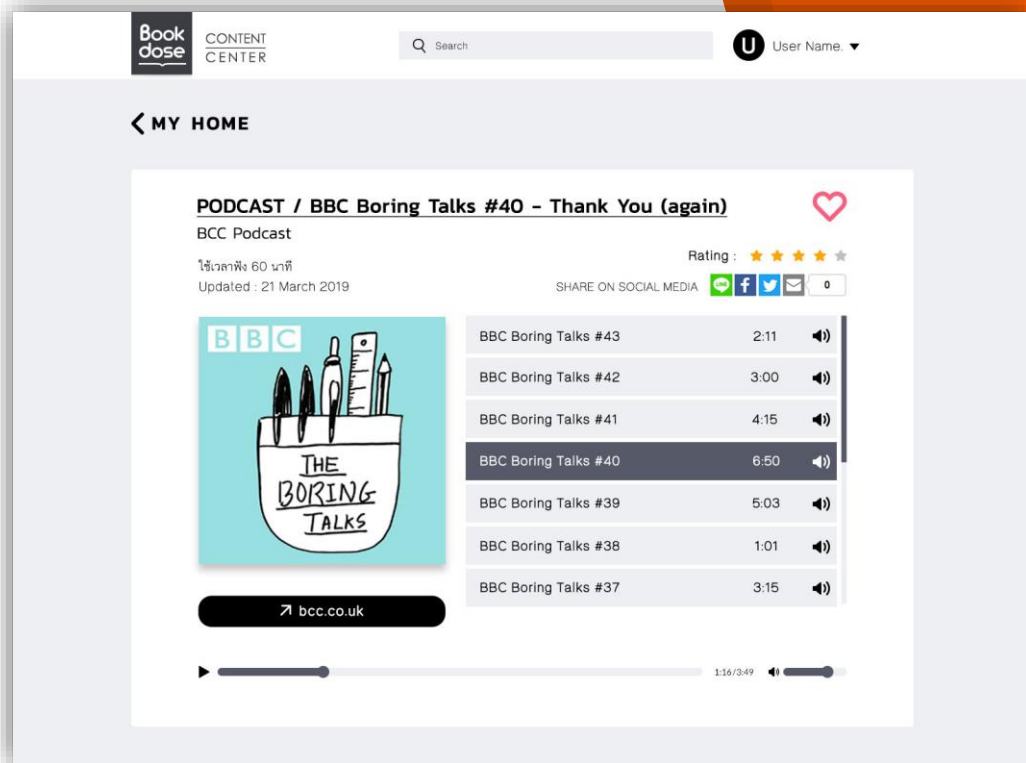 Book
dose
CONTENT
CENTER
Search
U
User Name.
MY HOME
PODCAST / BBC Boring Talks #40 - Thank You (again)
BCC Podcast
Rating :
ใช้เวลาฟัง 60 นาที
Updated : 21 March 2019
SHARE ON SOCIAL MEDIA
LINE
f
0
BBC
THE
BORING
TALKS
bcc.co.uk
BBC Boring Talks #43 2:11
BBC Boring Talks #42 3:00
BBC Boring Talks #41 4:15
BBC Boring Talks #40 6:50
BBC Boring Talks #39 5:03
BBC Boring Talks #38 1:01
BBC Boring Talks #37 3:15
1:16/3:49